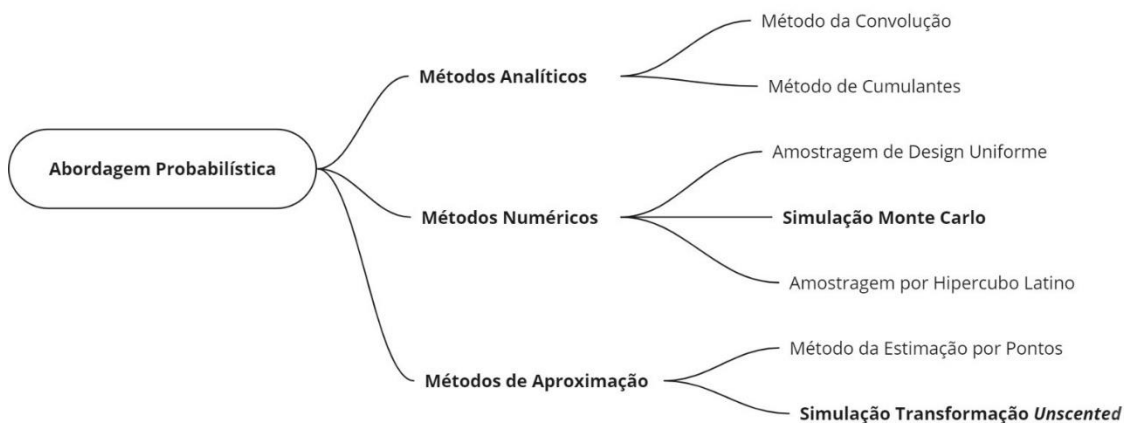 Abordagem Probabilística
Métodos Analíticos
Método da Convolução
Método de Cumulantes
Métodos Numéricos
Amostragem de Design Uniforme
Simulação Monte Carlo
Amostragem por Hipercubo Latino
Métodos de Aproximação
Método da Estimação por Pontos
Simulação Transformação Unscented